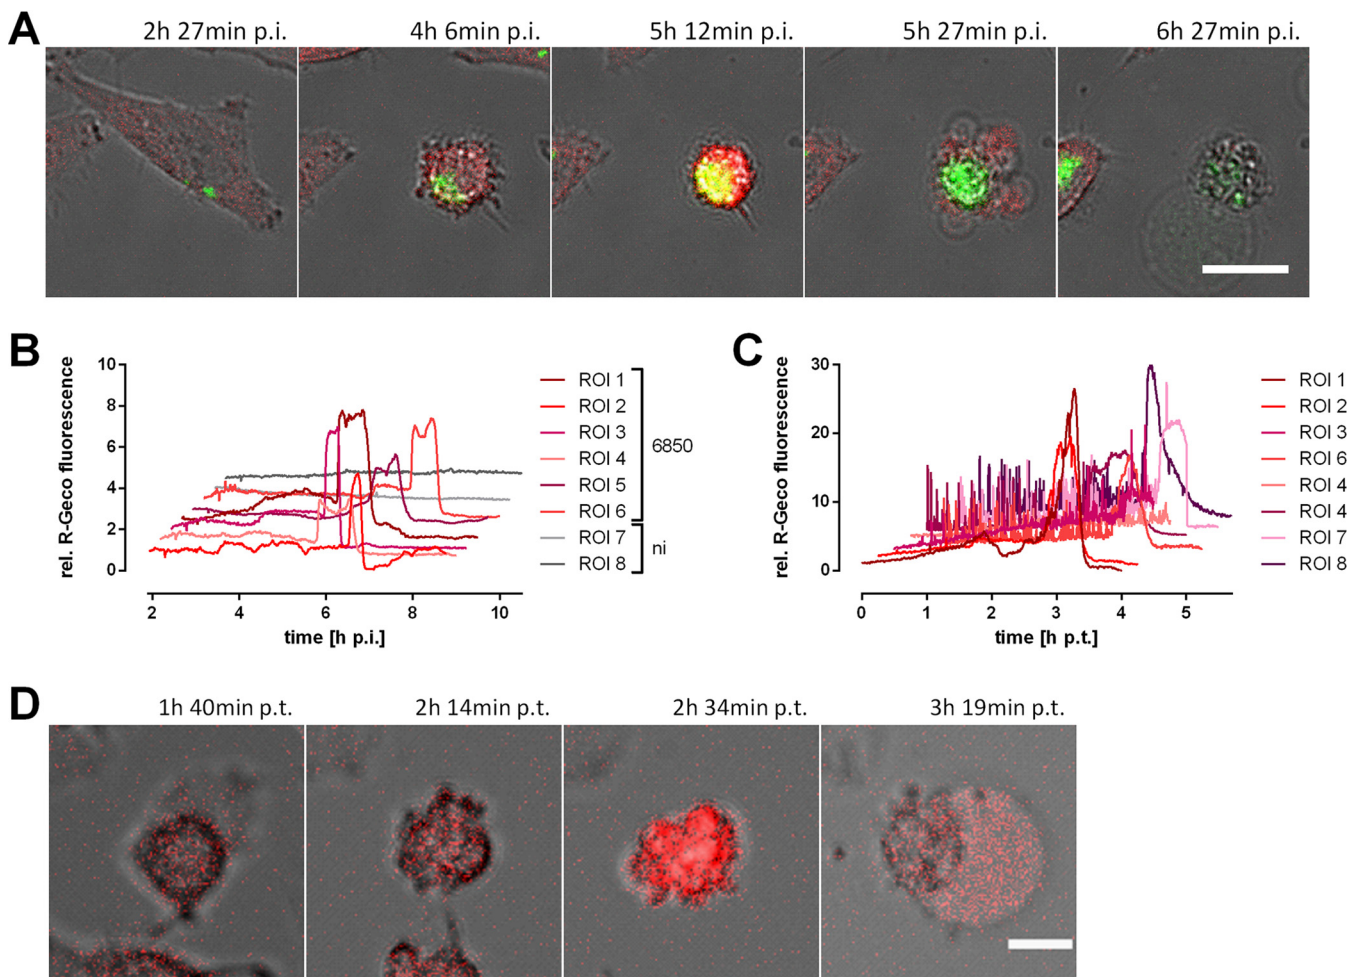 A
2h 27min p.i. 4h 6min p.i. 5h 12min p.i. 5h 27min p.i. 6h 27min p.i.
B
rel. R-Geco fluorescence
10
8
6
4
2
0
2 4 6 8 10
time [h p.i.]
ROI 1
ROI 2
ROI 3
ROI 4
ROI 5
ROI 6
ROI 7
ROI 8
6850
ni
C
rel. R-Geco fluorescence
30
20
10
0
0 1 2 3 4 5
time [h p.t.]
ROI 1
ROI 2
ROI 3
ROI 6
ROI 4
ROI 4
ROI 7
ROI 8
D
1h 40min p.t. 2h 14min p.t. 2h 34min p.t. 3h 19min p.t.